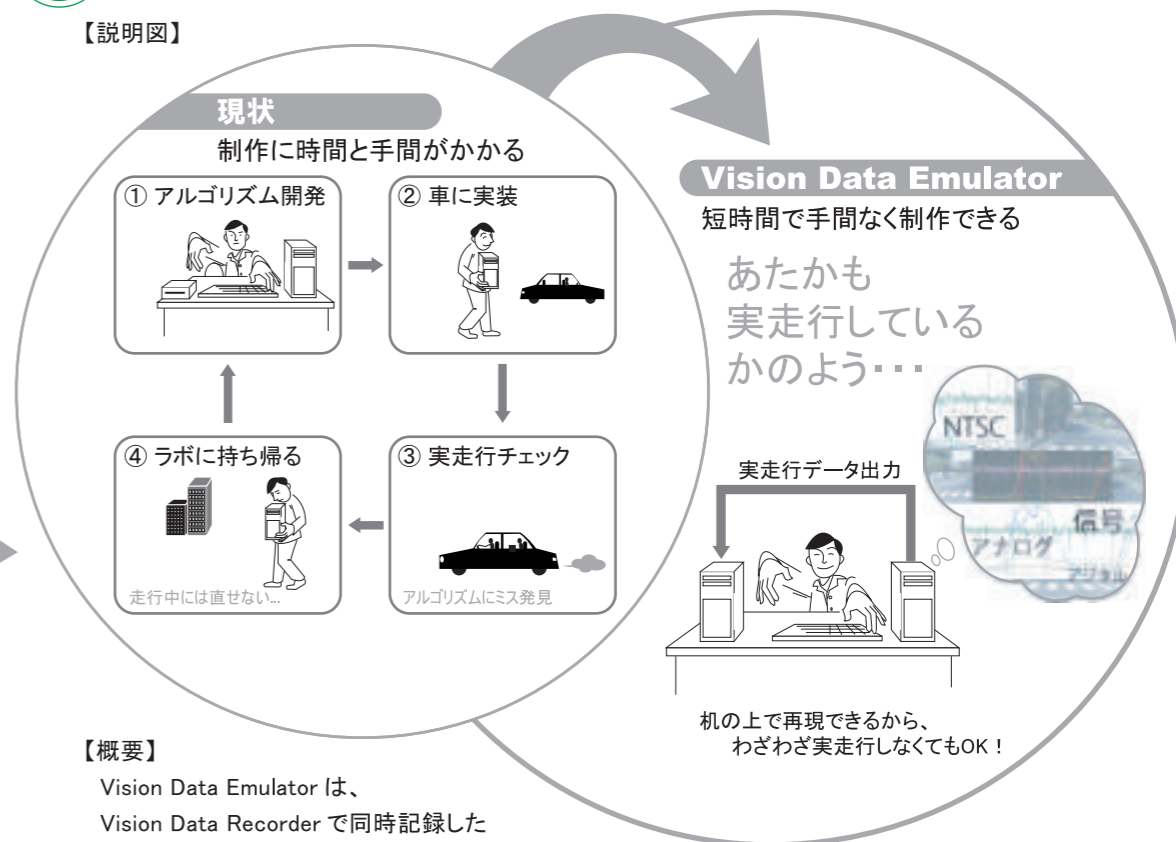 【説明図】
現状
制作に時間と手間がかかる
① アルゴリズム開発
② 車に実装
③ 実走行チェック
アルゴリズムにミス発見
④ ラボに持ち帰る
走行中には直せない...
Vision Data Emulator
短時間で手間なく制作できる
あたかも
実走行している
かのよう・・・
NTSC
信号
アナログ
デジタル
実走行データ出力
机の上で再現できるから、
わざわざ実走行しなくてもOK！
【概要】
Vision Data Emulator は、
Vision Data Recorder で同時記録した